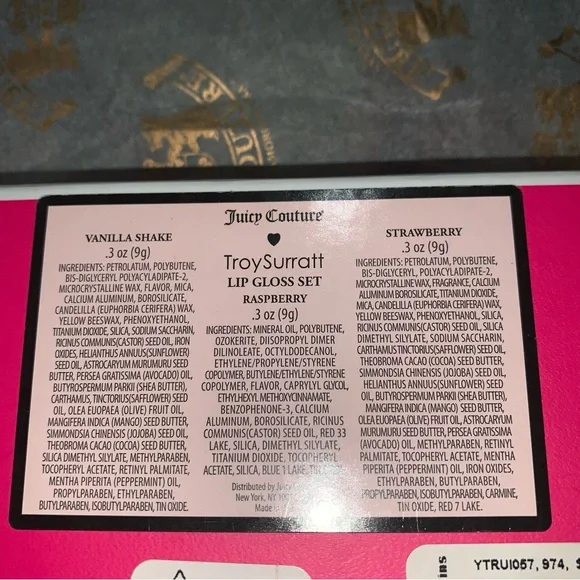 Juicy Couture
TroySurratt
LIP GLOSS SET
VANILLA SHAKE
.3 oz (9g)
INGREDIENTS: PETROLATUM, POLYBUTENE,
BIS-DIGLYCERYL POLYACYLADIPATE-2,
MICROCRYSTALLINE WAX, FLAVOR, MICA,
CALCIUM ALUMINUM, BOROSILICATE,
CANDELILLA (EUPHORBIA CERIFERA) WAX,
YELLOW BEESWAX, PHENOXYETHANOL,
TITANIUM DIOXIDE, SILICA, SODIUM SACCHARIN,
RICINUS COMMUNIS(CASTOR) SEED OIL, IRON
OXIDES, HELIANTHUS ANNUUS(SUNFLOWER)
SEED OIL, ASTROCARYUM MURUMURU SEED
BUTTER, PERSEA GRATISSIMA (AVOCADO) OIL,
BUTYROSPERMUM PARKII (SHEA BUTTER),
CARTHAMUS, TINCTORIUS(SAFFLOWER) SEED
OIL, OLEA EUOPAEA (OLIVE) FRUIT OIL,
MANGIFERA INDICA (MANGO) SEED BUTTER,
SIMMONDSIA CHINENSIS (JOJOBA) SEED OIL,
THEOBROMA CACAO (COCOA) SEED BUTTER,
SILICA DIMETHYL SILYLATE, METHYLPARABEN,
TOCOPHERYL ACETATE, RETINYL PALMITATE,
MENTHA PIPERITA (PEPPERMINT) OIL,
PROPYLPARABEN, ETHYLPARABEN,
BUTYLPARABEN, ISOBUTYLPARABEN, TIN OXIDE.
RASPBERRY
.3 oz (9g)
INGREDIENTS: MINERAL OIL, POLYBUTENE,
OZOKERITE, DIISOPROPYL DIMER
DILINOLEATE, OCTYLDODECANOL,
ETHYLENE/PROPYLENE/STYRENE
COPOLYMER, BUTYLENE/ETHYLENE/STYRENE
COPOLYMER, FLAVOR, CAPRYLYL GLYCOL,
ETHYLHEXYL METHOXYCINNAMATE,
BENZOPHENONE-3, CALCIUM
ALUMINUM, BOROSILICATE, RICINUS
COMMUNIS(CASTOR) SEED OIL, RED 33
LAKE, SILICA, DIMETHYL SILYLATE,
TITANIUM DIOXIDE, TOCOPHERYL
ACETATE, SILICA, BLUE 1 LAKE,
Distributed by Juicy
New York, NY
Made
STRAWBERRY
.3 oz (9g)
INGREDIENTS: PETROLATUM, POLYBUTENE,
BIS-DIGLYCERYL, POLYACYLADIPATE-2,
MICROCRYSTALLINE WAX, FRAGRANCE, CALCIUM
ALUMINUM BOROSILICATE, TITANIUM DIOXIDE,
MICA, CANDELILLA (EUPHORBIA CERIFERA) WAX,
YELLOW BEESWAX, PHENOXYETHANOL, SILICA,
RICINUS COMMUNIS (CASTOR) SEED OIL, SILICA
DIMETHYL SILYLATE, SODIUM SACCHARIN,
CARTHAMUSTINCTORIUS(SAFFLOWER) SEED OIL,
THEOBROMA CACAO (COCOA) SEED BUTTER,
SIMMONDSIA CHINENSIS (JOJOBA) SEED OIL,
HELIANTHUS ANNUUS (SUNFLOWER) SEED
OIL, BUTYROSPERMUM PARKII (SHEA BUTTER),
MANGIFERA INDICA (MANGO) SEED BUTTER,
OLEA EUOPAEA (OLIVE) FRUIT OIL, ASTROCARYUM
MURUMURU SEED BUTTER, PERSEA GRATISSIMA
(AVOCADO) OIL, METHYLPARABEN, RETINYL
PALMITATE, TOCOPHERYL ACETATE, MENTHA
PIPERITA (PEPPERMINT) OIL, IRON OXIDES,
ETHYLPARABEN, BUTYLPARABEN,
PROPYLPARABEN, ISOBUTYLPARABEN, CARMINE,
TIN OXIDE, RED 7 LAKE.
YTRUI057, 974,